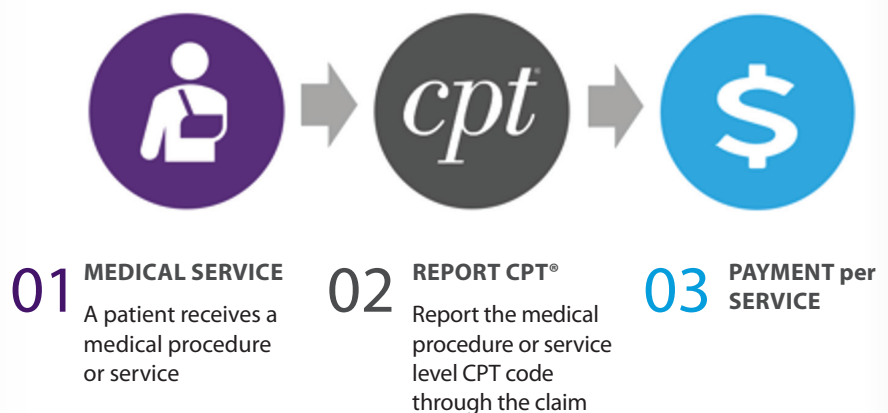 cpt®
$
01 MEDICAL SERVICE
A patient receives a
medical procedure
or service
02 REPORT CPT®
Report the medical
procedure or service
level CPT code
through the claim
03 PAYMENT per
SERVICE